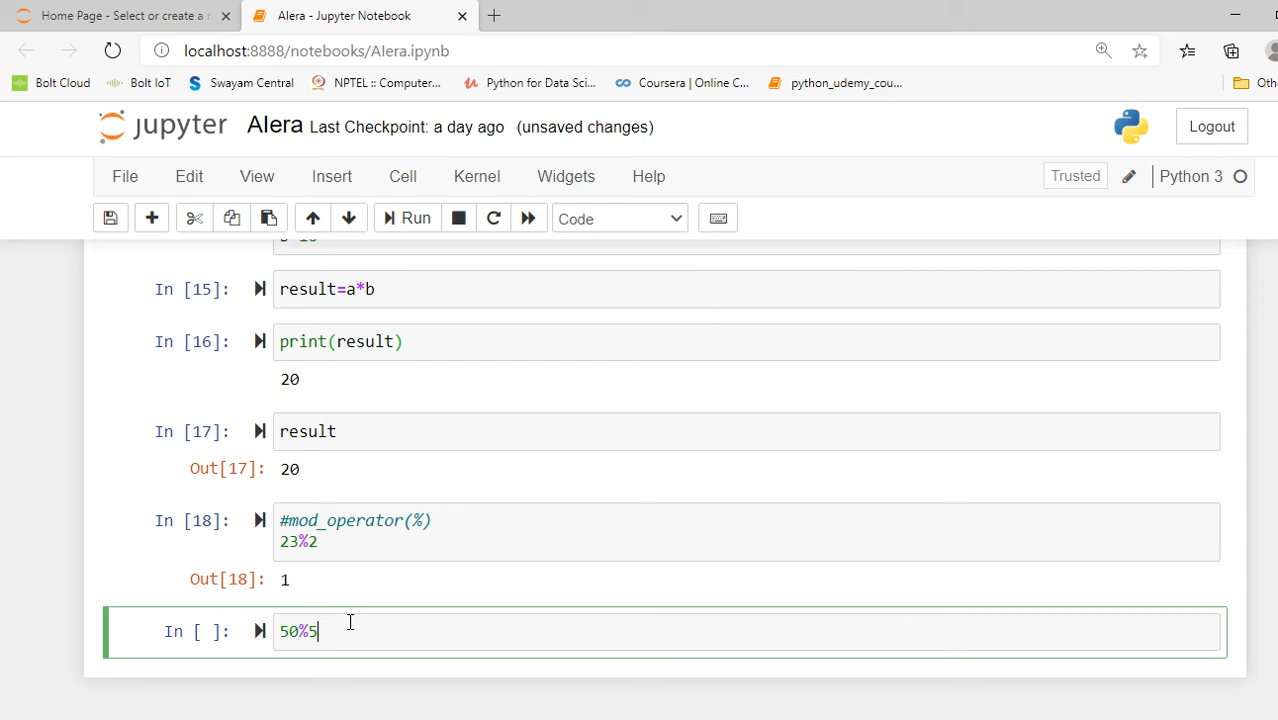 Home Page - Select or create a n
Alera - Jupyter Notebook
localhost:8888/notebooks/Alera.ipynb
Bolt Cloud
Bolt IoT
Swayam Central
NPTEL :: Computer...
Python for Data Sci...
Coursera | Online C...
python_udemy_cou...
Oth
jupyter Alera Last Checkpoint: a day ago (unsaved changes)
Logout
File Edit View Insert Cell Kernel Widgets Help
Trusted Python 3
Run Code
In [15]: result=a*b
In [16]: print(result)
20
In [17]: result
Out[17]: 20
In [18]: #mod_operator(%)
23%2
Out[18]: 1
In [ ]: 50%5